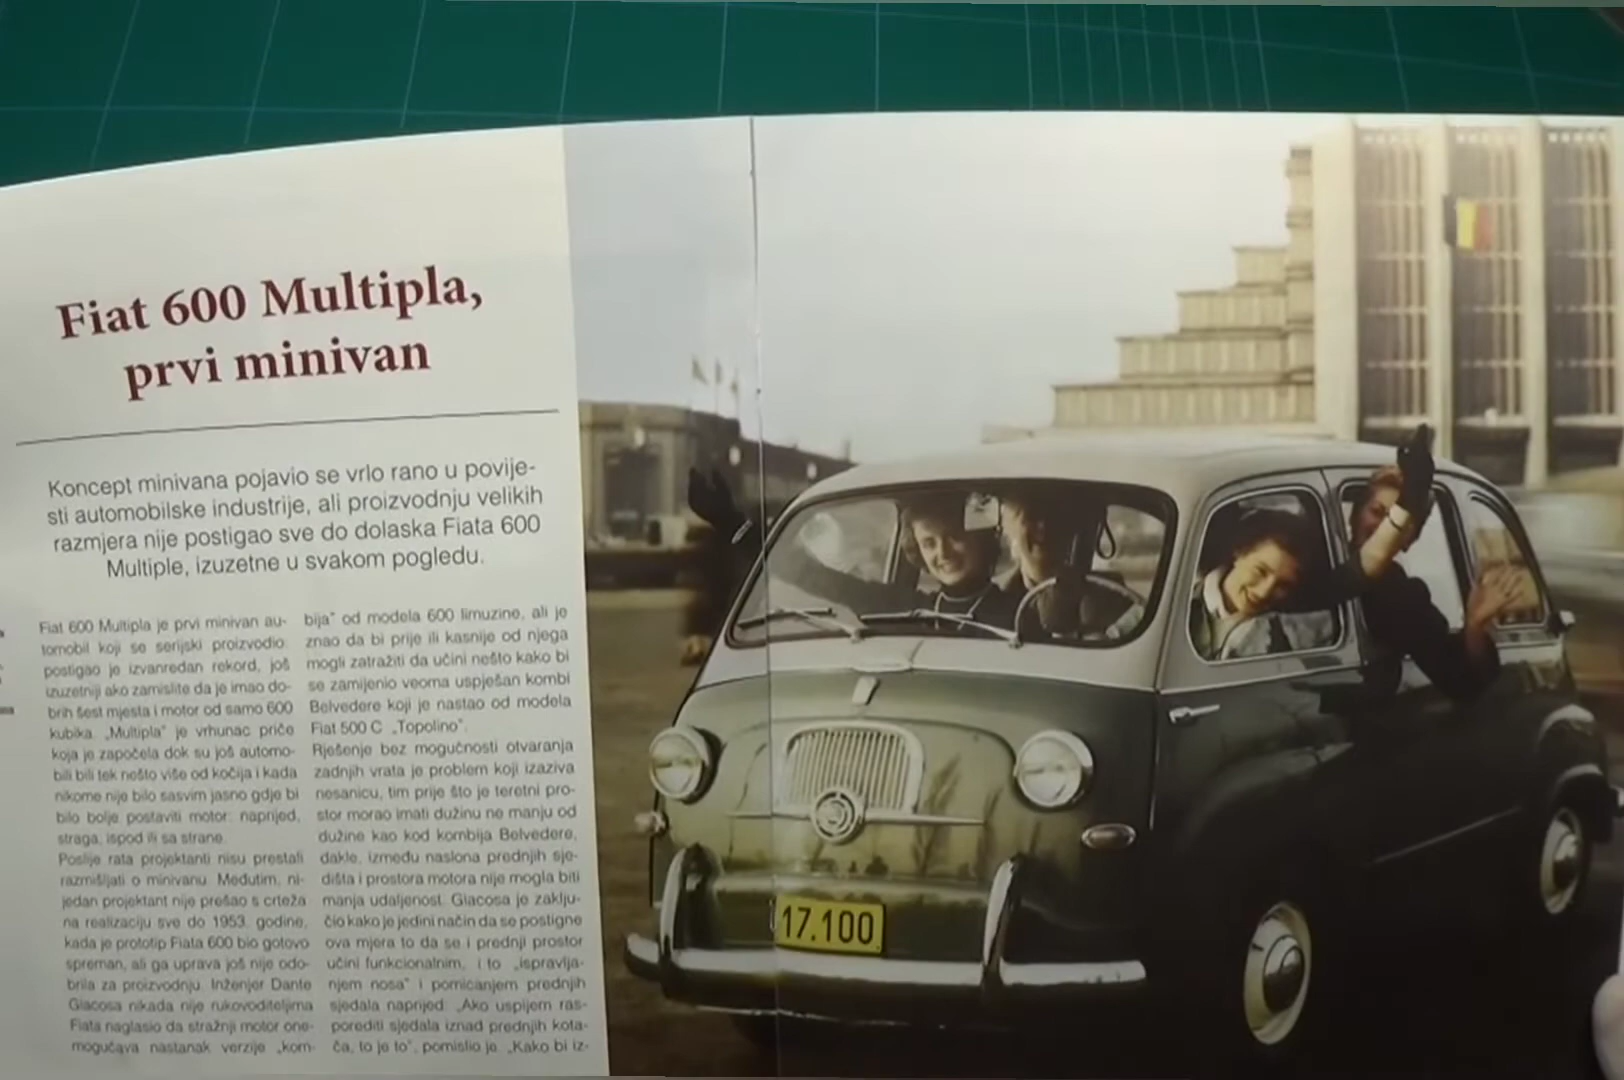 Fiat 600 Multipla,
prvi minivan
Koncept minivana pojavio se vrlo rano u povije-
sti automobilske industrije, ali proizvodnju velikih
razmjera nije postigao sve do dolaska Fiata 600
Multiple, izuzetne u svakom pogledu.
Fiat 600 Multipla je prvi minivan au-
tomobil koji se serijski proizvodio:
postigao je izvanredan rekord, još
izuzetniji ako zamislite da je imao do-
brih šest mjesta i motor od samo 600
kubika. „Multipla" je vrhunac priče
koja je započela dok su još automo-
bili bili tek nešto više od kočija i kada
nikome nije bilo sasvim jasno gdje bi
bilo bolje postaviti motor: naprijed,
straga, ispod ili sa strane.
Poslije rata projektanti nisu prestali
razmišljati o minivanu. Međutim, ni-
jedan projektant nije prešao s crteža
na realizaciju sve do 1953. godine,
kada je prototip Fiata 600 bio gotovo
spreman, ali ga uprava još nije odo-
brila za proizvodnju. Inženjer Dante
Giacosa nikada nije rukovoditeljima
Fiata naglasio da stražnji motor one-
mogućava nastanak verzije „kom-
bija" od modela 600 limuzine, ali je
znao da bi prije ili kasnije od njega
mogli zatražiti da učini nešto kako bi
se zamijenio veoma uspješan kombi
Belvedere koji je nastao od modela
Fiat 500 C „Topolino".
Rješenje bez mogućnosti otvaranja
zadnjih vrata je problem koji izaziva
nesanicu, tim prije što je teretni pro-
stor morao imati dužinu ne manju od
dužine kao kod kombija Belvedere,
dakle, između naslona prednjih sje-
dišta i prostora motora nije mogla biti
manja udaljenost. Giacosa je zaklju-
čio kako je jedini način da se postigne
ova mjera to da se i prednji prostor
učini funkcionalnim, i to „ispravlja-
njem nosa" i pomicanjem prednjih
sjedala naprijed: „Ako uspijem ras-
porediti sjedala iznad prednjih kota-
ča, to je to", pomislio je. „Kako bi iz-
17.100